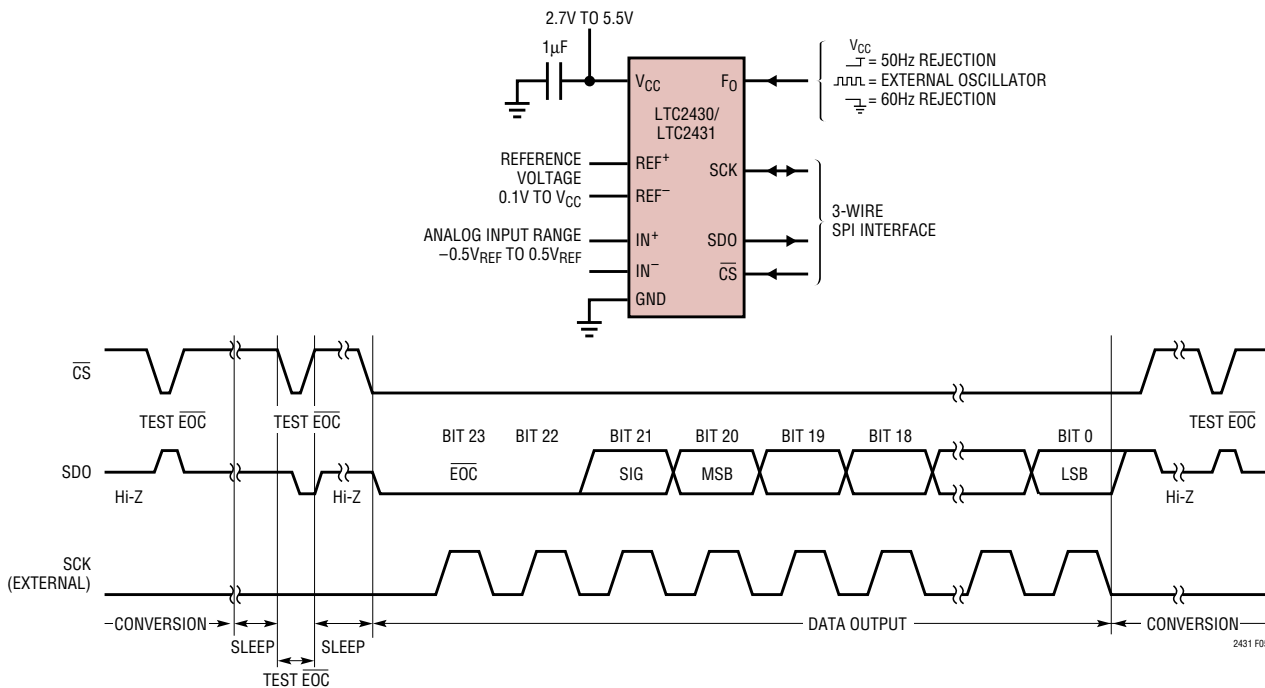 2.7V TO 5.5V
1µF
VCC
FO
LTC2430/
LTC2431
VCC
= 50Hz REJECTION
= EXTERNAL OSCILLATOR
= 60Hz REJECTION
REFERENCE
VOLTAGE
0.1V TO VCC
REF+
REF–
SCK
ANALOG INPUT RANGE
–0.5VREF TO 0.5VREF
IN+
IN–
SDO
CS
GND
3-WIRE
SPI INTERFACE
CS
TEST EOC
TEST EOC
TEST EOC
BIT 23
BIT 22
BIT 21
BIT 20
BIT 19
BIT 18
BIT 0
SDO
EOC
SIG
MSB
LSB
Hi-Z
Hi-Z
Hi-Z
SCK
(EXTERNAL)
CONVERSION
SLEEP
TEST EOC
SLEEP
DATA OUTPUT
CONVERSION
2431 F05